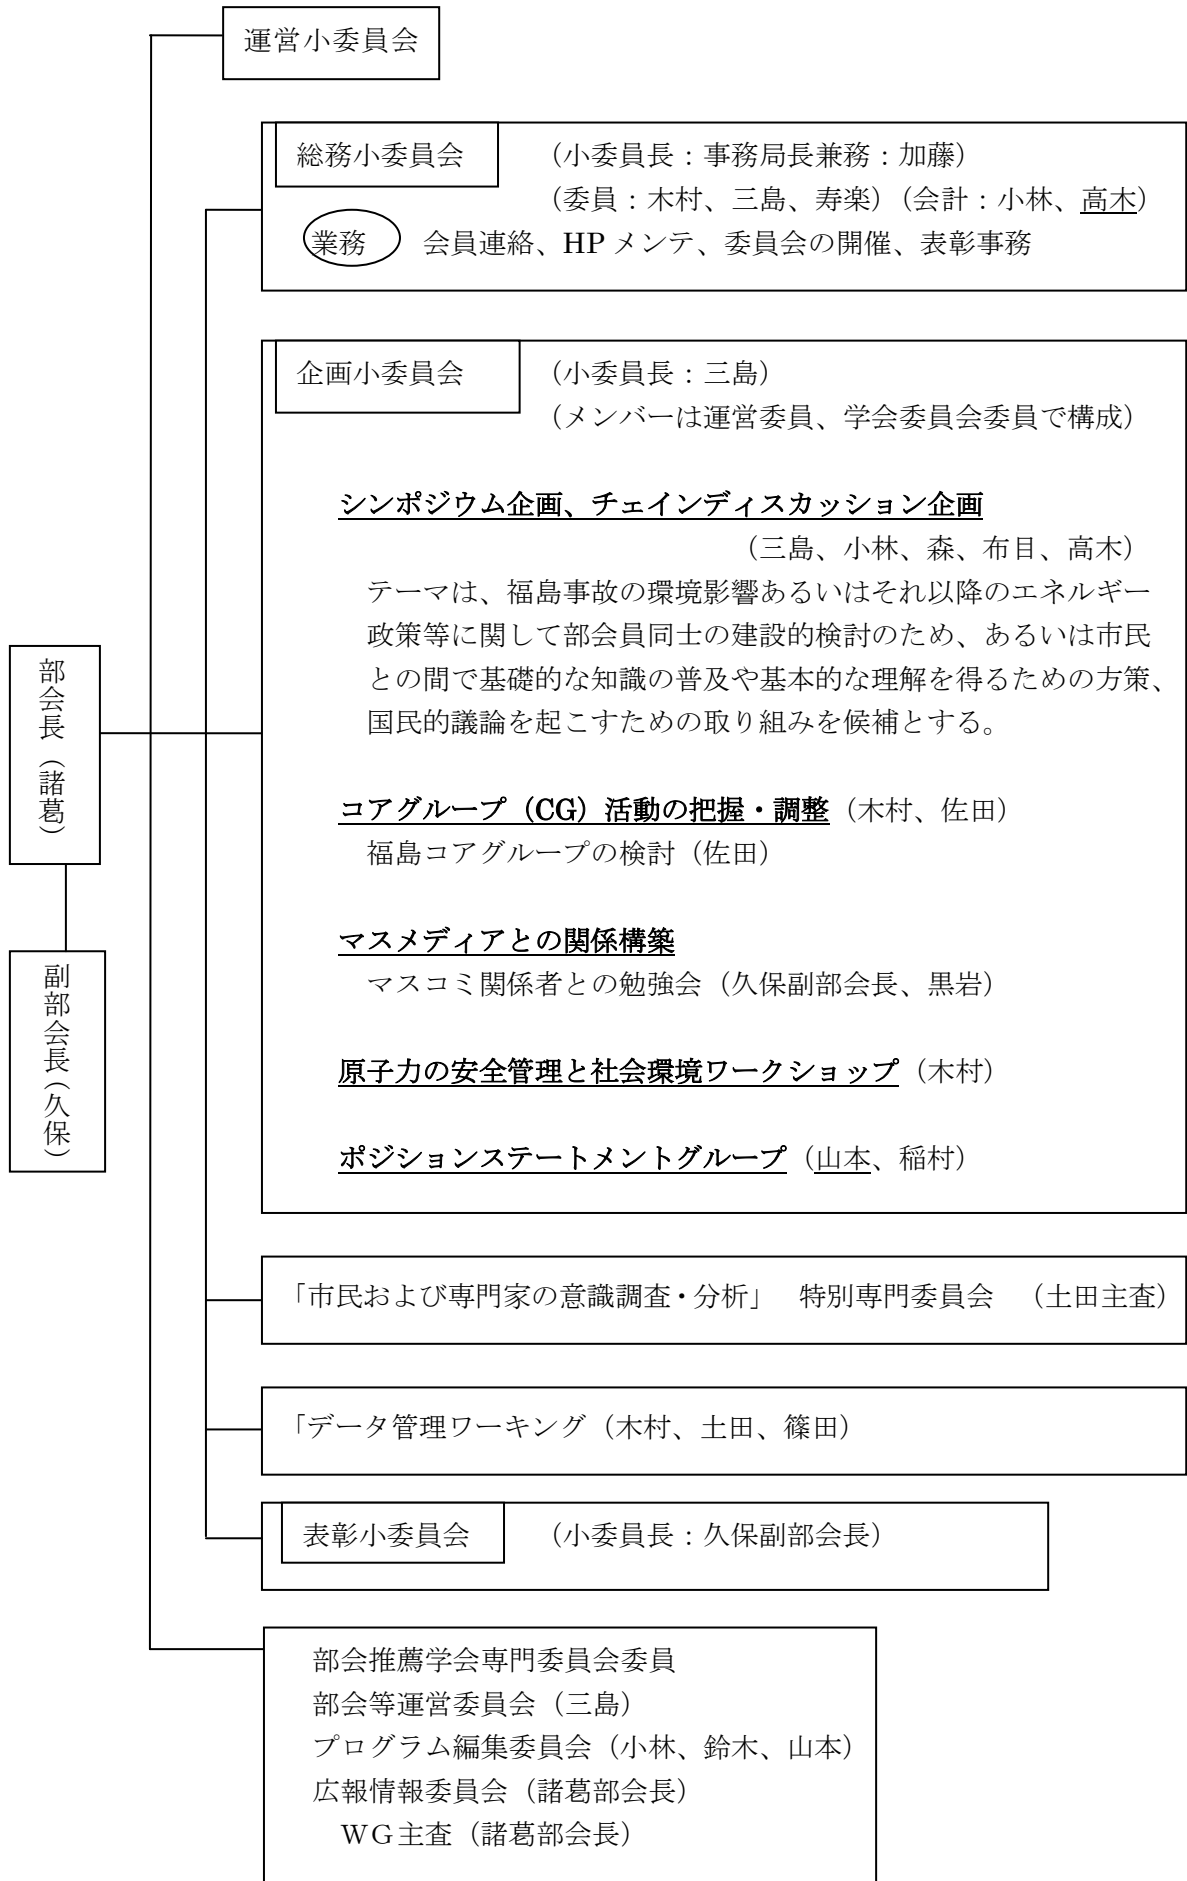 運営小委員会
総務小委員会 （小委員長：事務局長兼務：加藤）
（委員：木村、三島、寿楽）（会計：小林、高木）
業務 会員連絡、HP メンテ、委員会の開催、表彰事務
企画小委員会 （小委員長：三島）
（メンバーは運営委員、学会委員会委員で構成）
シンポジウム企画、チェインディスカッション企画
（三島、小林、森、布目、高木）
テーマは、福島事故の環境影響あるいはそれ以降のエネルギー
政策等に関して部会員同士の建設的検討のため、あるいは市民
との間で基礎的な知識の普及や基本的な理解を得るための方策、
国民的議論を起こすための取り組みを候補とする。
コアグループ（CG）活動の把握・調整（木村、佐田）
福島コアグループの検討（佐田）
マスメディアとの関係構築
マスコミ関係者との勉強会（久保副部会長、黒岩）
原子力の安全管理と社会環境ワークショップ（木村）
ポジションステートメントグループ（山本、稲村）
部会長（諸葛）
副部会長（久保）
「市民および専門家の意識調査・分析」 特別専門委員会 （土田主査）
「データ管理ワーキング（木村、土田、篠田）
表彰小委員会 （小委員長：久保副部会長）
部会推薦学会専門委員会委員
部会等運営委員会（三島）
プログラム編集委員会（小林、鈴木、山本）
広報情報委員会（諸葛部会長）
ＷＧ主査（諸葛部会長）